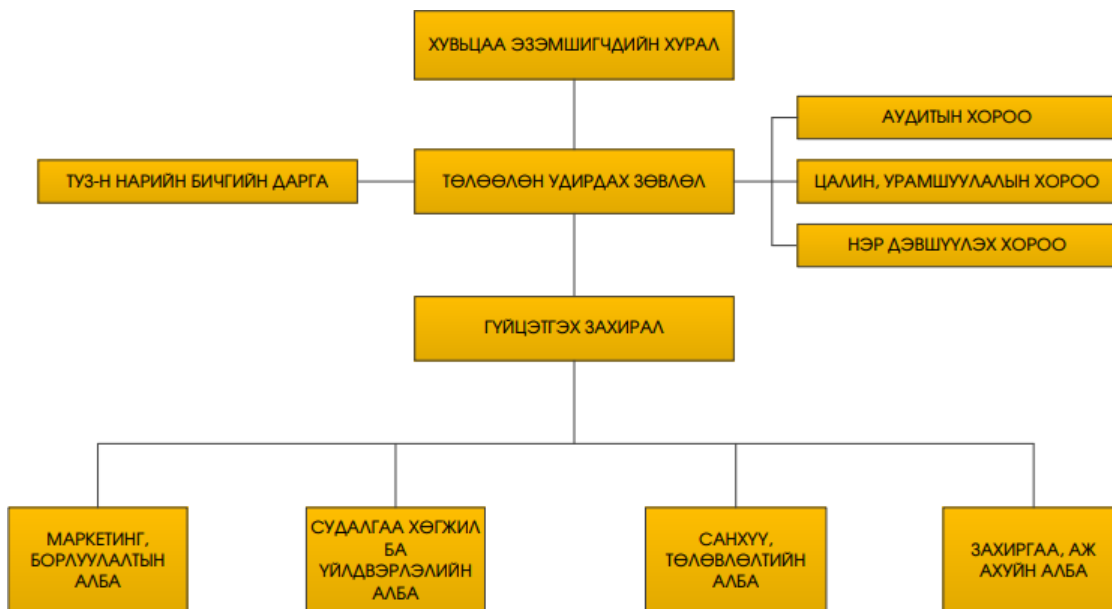 ХУВЬЦАА ЭЗЭМШИГЧДИЙН ХУРАЛ
АУДИТЫН ХОРОО
ТУЗ-Н НАРИЙН БИЧГИЙН ДАРГА
ТӨЛӨӨЛӨН УДИРДАХ ЗӨВЛӨЛ
ЦАЛИН, УРАМШУУЛАЛЫН ХОРОО
НЭР ДЭВШҮҮЛЭХ ХОРОО
ГҮЙЦЭТГЭХ ЗАХИРАЛ
МАРКЕТИНГ,
БОРЛУУЛАЛТЫН
АЛБА
СУДАЛГАА ХӨГЖИЛ
БА
ҮЙЛДВЭРЛЭЛИЙН
АЛБА
САНХҮҮ,
ТӨЛӨВЛӨЛТИЙН
АЛБА
ЗАХИРГАА, АЖ
АХУЙН АЛБА